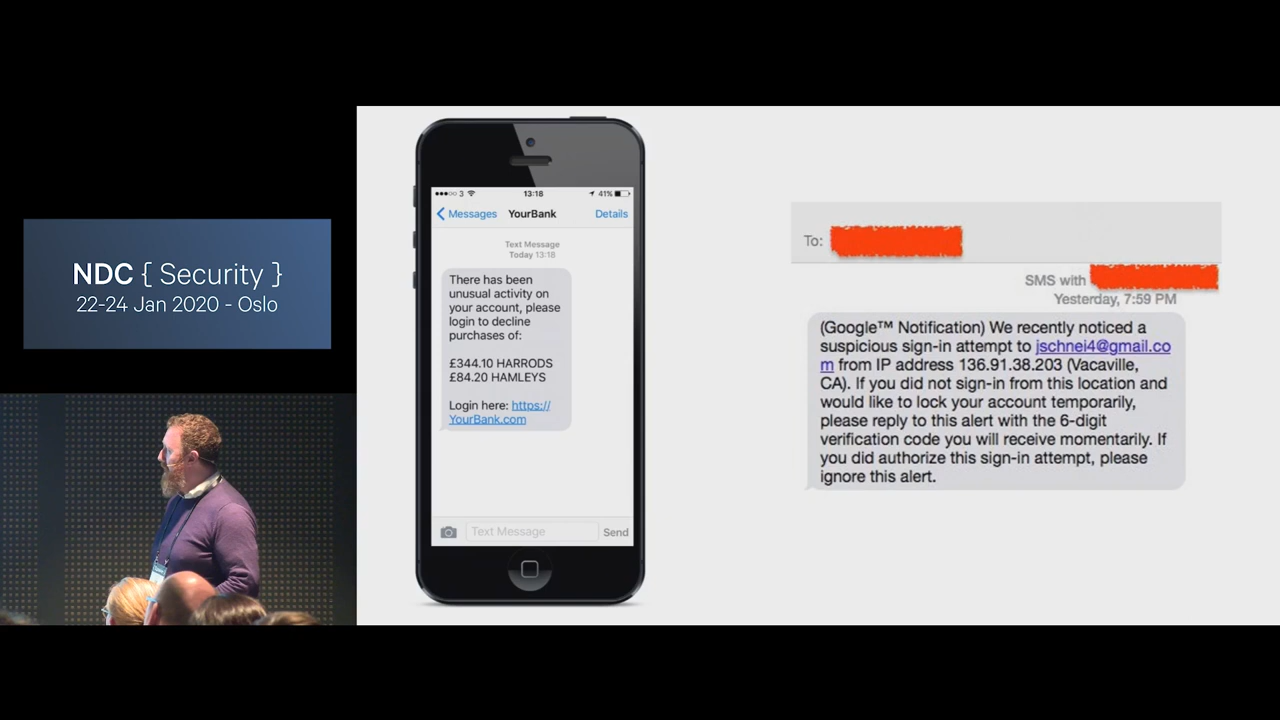 NDC { Security }
22-24 Jan 2020 - Oslo
3
13:18
41%
Messages
YourBank
Details
Text Message
Today 13:18
There has been
unusual activity on
your account, please
login to decline
purchases of:
£344.10 HARRODS
£84.20 HAMLEYS
Login here: https://
YourBank.com
Text Message
Send
To:
SMS with
Yesterday, 7:59 PM
(Google™ Notification) We recently noticed a
suspicious sign-in attempt to jschnei4@gmail.co
m from IP address 136.91.38.203 (Vacaville,
CA). If you did not sign-in from this location and
would like to lock your account temporarily,
please reply to this alert with the 6-digit
verification code you will receive momentarily. If
you did authorize this sign-in attempt, please
ignore this alert.